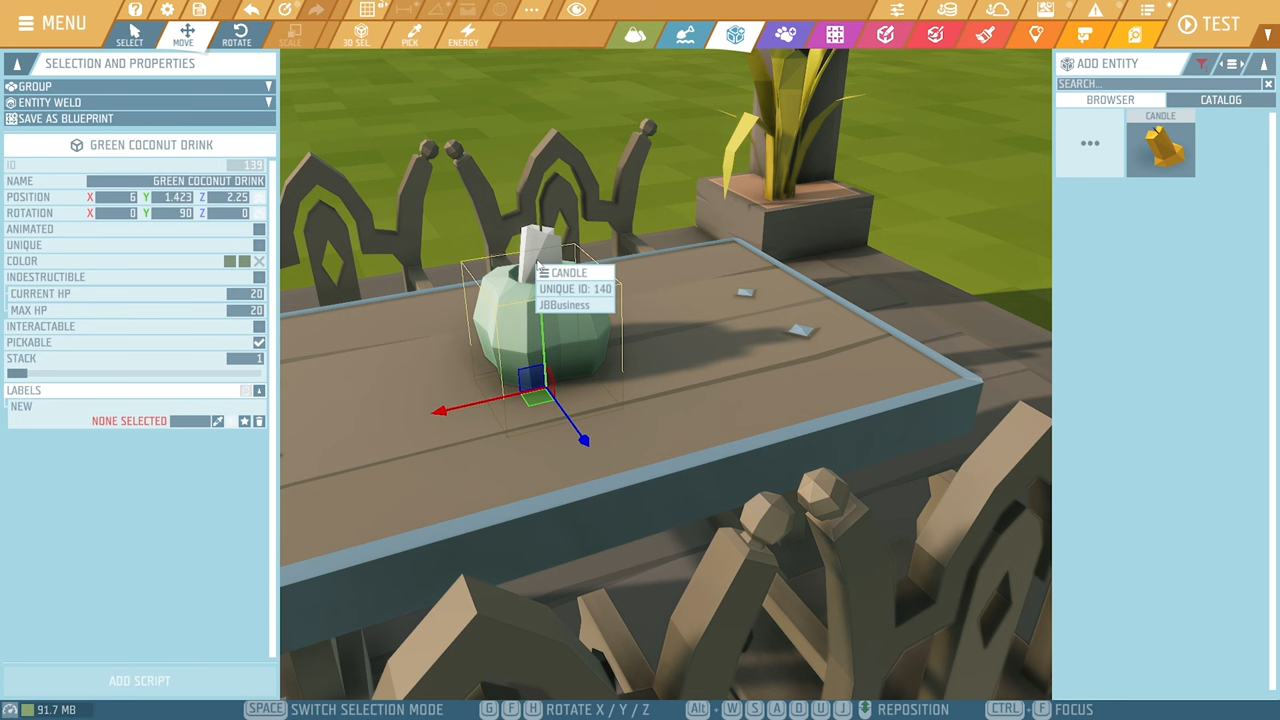 MENU
SELECT
MOVE
ROTATE
SCALE
3D SEL
PICK
ENERGY
TEST
SELECTION AND PROPERTIES
GROUP
ENTITY WELD
SAVE AS BLUEPRINT
GREEN COCONUT DRINK
ID 139
NAME GREEN COCONUT DRINK
POSITION X 6 Y 1.423 Z 2.25
ROTATION X 0 Y 90 Z 0
ANIMATED
UNIQUE
COLOR
INDESTRUCTIBLE
CURRENT HP 20
MAX HP 20
INTERACTABLE
PICKABLE
STACK 1
LABELS
NEW
NONE SELECTED
ADD SCRIPT
CANDLE
UNIQUE ID: 140
JBBusiness
ADD ENTITY
SEARCH...
BROWSER
CATALOG
CANDLE
91.7 MB
SPACE SWITCH SELECTION MODE
G F H ROTATE X / Y / Z
Alt + W S A D U J REPOSITION
CTRL + F FOCUS